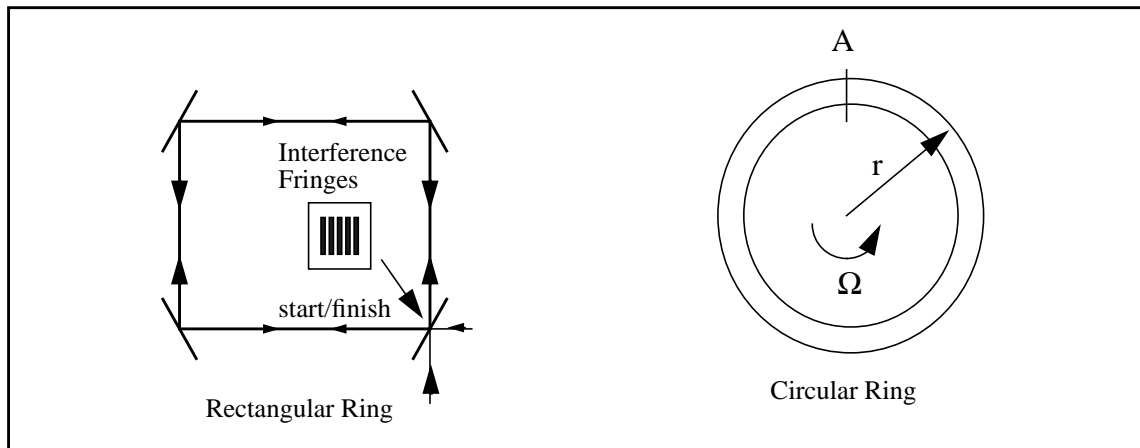 Interference
Fringes
start/finish
Rectangular Ring
A
r
Ω
Circular Ring